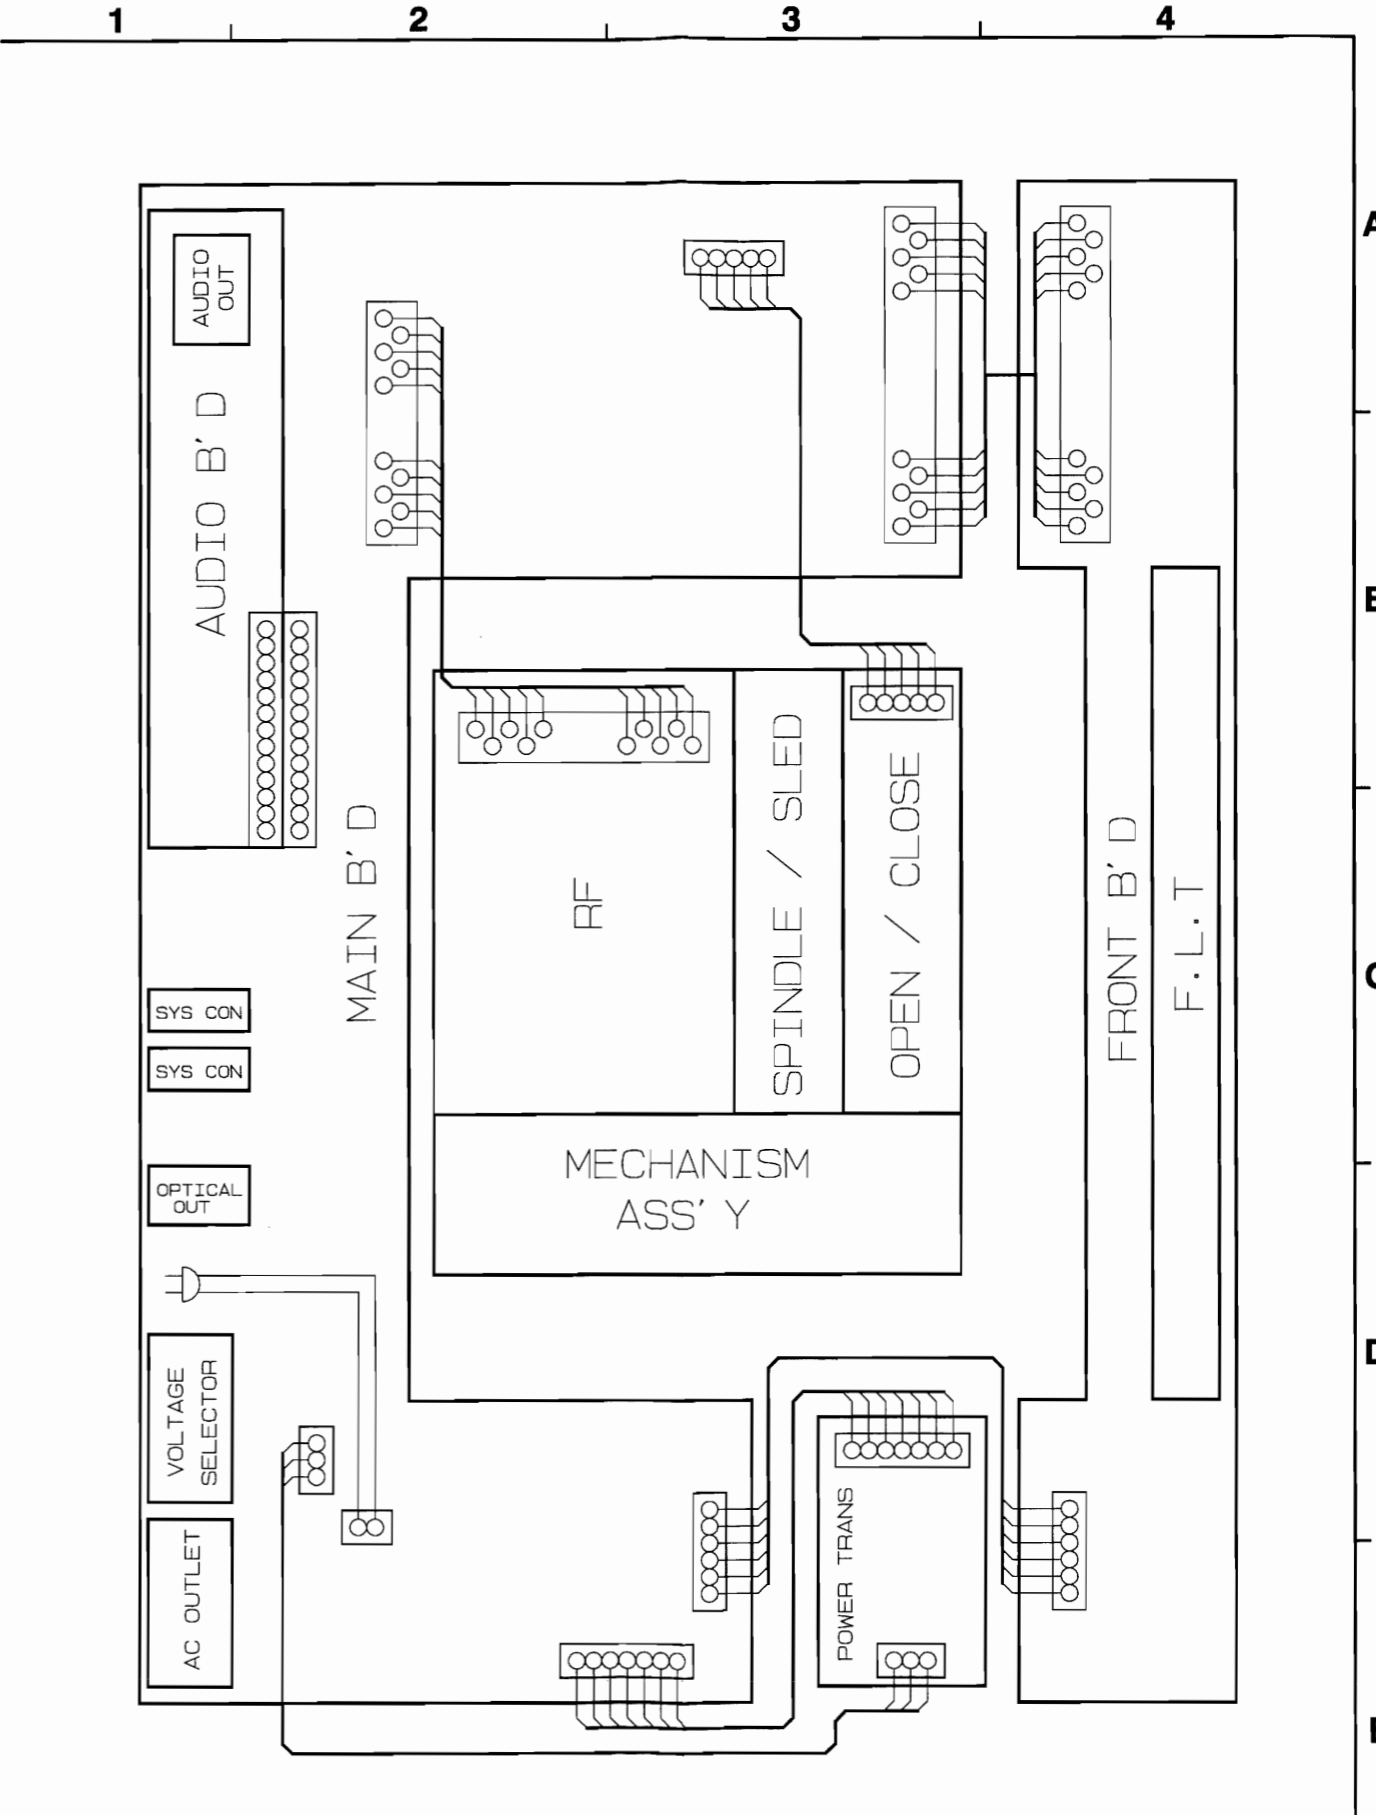 1
2
3
4
A
B
C
D
AUDIO
OUT
AUDIO B'D
MAIN B'D
SYS CON
SYS CON
OPTICAL
OUT
VOLTAGE
SELECTOR
AC OUTLET
RF
SPINDLE / SLED
OPEN / CLOSE
MECHANISM
ASS'Y
POWER TRANS
FRONT B'D
F.L.T